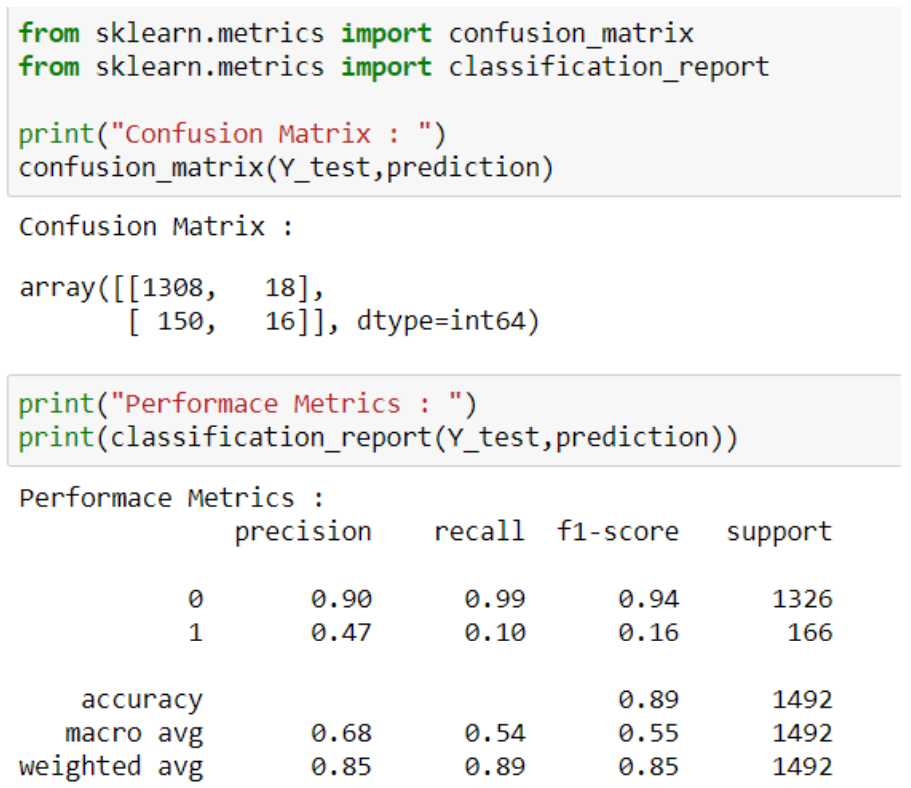 from sklearn.metrics import confusion_matrix
from sklearn.metrics import classification_report
print("Confusion Matrix : ")
confusion_matrix(Y_test,prediction)
Confusion Matrix :
array([[1308,   18],
       [ 150,   16]], dtype=int64)
print("Performace Metrics : ")
print(classification_report(Y_test,prediction))
Performace Metrics :
              precision    recall  f1-score   support
           0       0.90      0.99      0.94      1326
           1       0.47      0.10      0.16       166
    accuracy                           0.89      1492
   macro avg       0.68      0.54      0.55      1492
weighted avg       0.85      0.89      0.85      1492